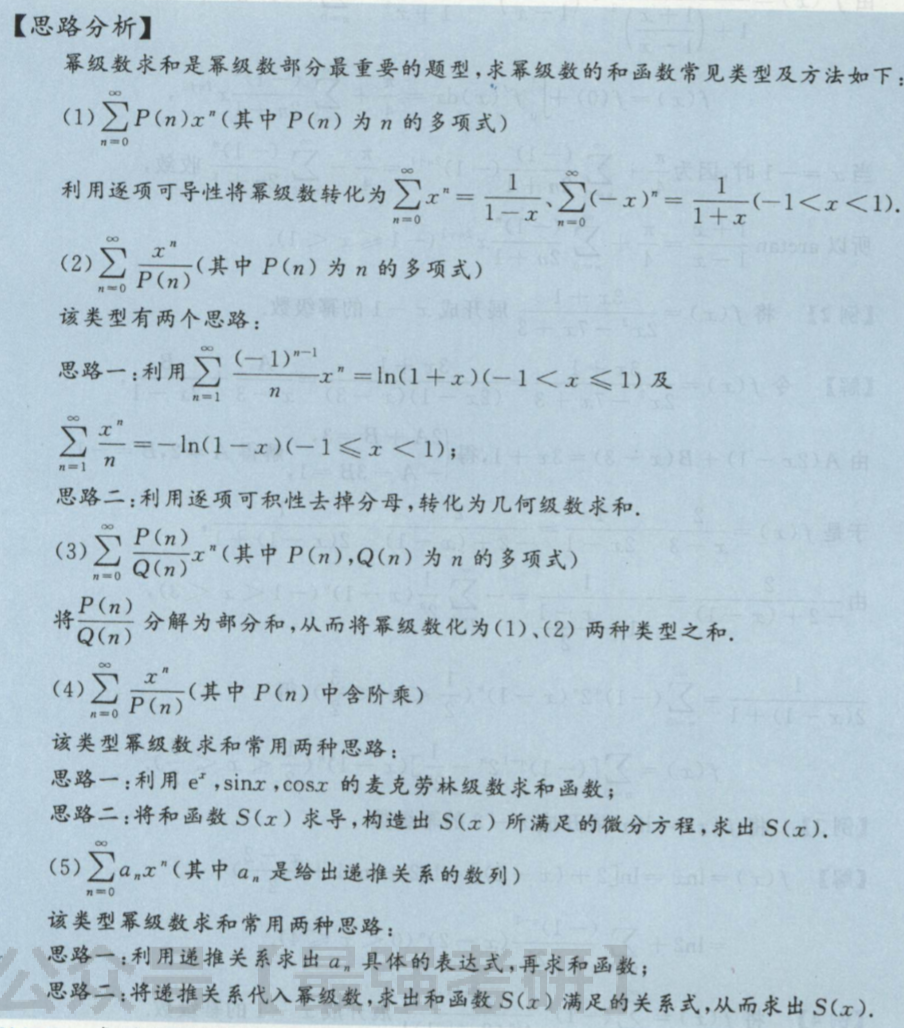 【思路分析】
幂级数求和是幂级数部分最重要的题型,求幂级数的和函数常见类型及方法如下:
(1) $\sum_{n=0}^{\infty} P(n)x^n$(其中 P(n) 为 n 的多项式)
利用逐项可导性将幂级数转化为 $\sum_{n=0}^{\infty} x^n = \frac{1}{1-x}$、$\sum_{n=0}^{\infty} (-x)^n = \frac{1}{1+x}$(-1<x<1).
(2) $\sum_{n=0}^{\infty} \frac{x^n}{P(n)}$(其中 P(n) 为 n 的多项式)
该类型有两个思路:
思路一:利用 $\sum_{n=1}^{\infty} \frac{(-1)^{n-1}}{n}x^n = \ln(1+x)(-1<x\leqslant 1)$ 及
$\sum_{n=1}^{\infty} \frac{x^n}{n} = -\ln(1-x)(-1\leqslant x<1)$;
思路二:利用逐项可积性去掉分母,转化为几何级数求和.
(3) $\sum_{n=0}^{\infty} \frac{P(n)}{Q(n)}x^n$(其中 P(n),Q(n) 为 n 的多项式)
将 $\frac{P(n)}{Q(n)}$ 分解为部分和,从而将幂级数化为(1)、(2) 两种类型之和.
(4) $\sum_{n=0}^{\infty} \frac{x^n}{P(n)}$(其中 P(n) 中含阶乘)
该类型幂级数求和常用两种思路:
思路一:利用 $e^x$,sinx,cosx 的麦克劳林级数求和函数;
思路二:将和函数 S(x) 求导,构造出 S(x) 所满足的微分方程,求出 S(x).
(5) $\sum_{n=0}^{\infty} a_n x^n$(其中 $a_n$ 是给出递推关系的数列)
该类型幂级数求和常用两种思路:
思路一:利用递推关系求出 $a_n$ 具体的表达式,再求和函数;
思路二:将递推关系代入幂级数,求出和函数 S(x) 满足的关系式,从而求出 S(x).
公众号【最强考研】